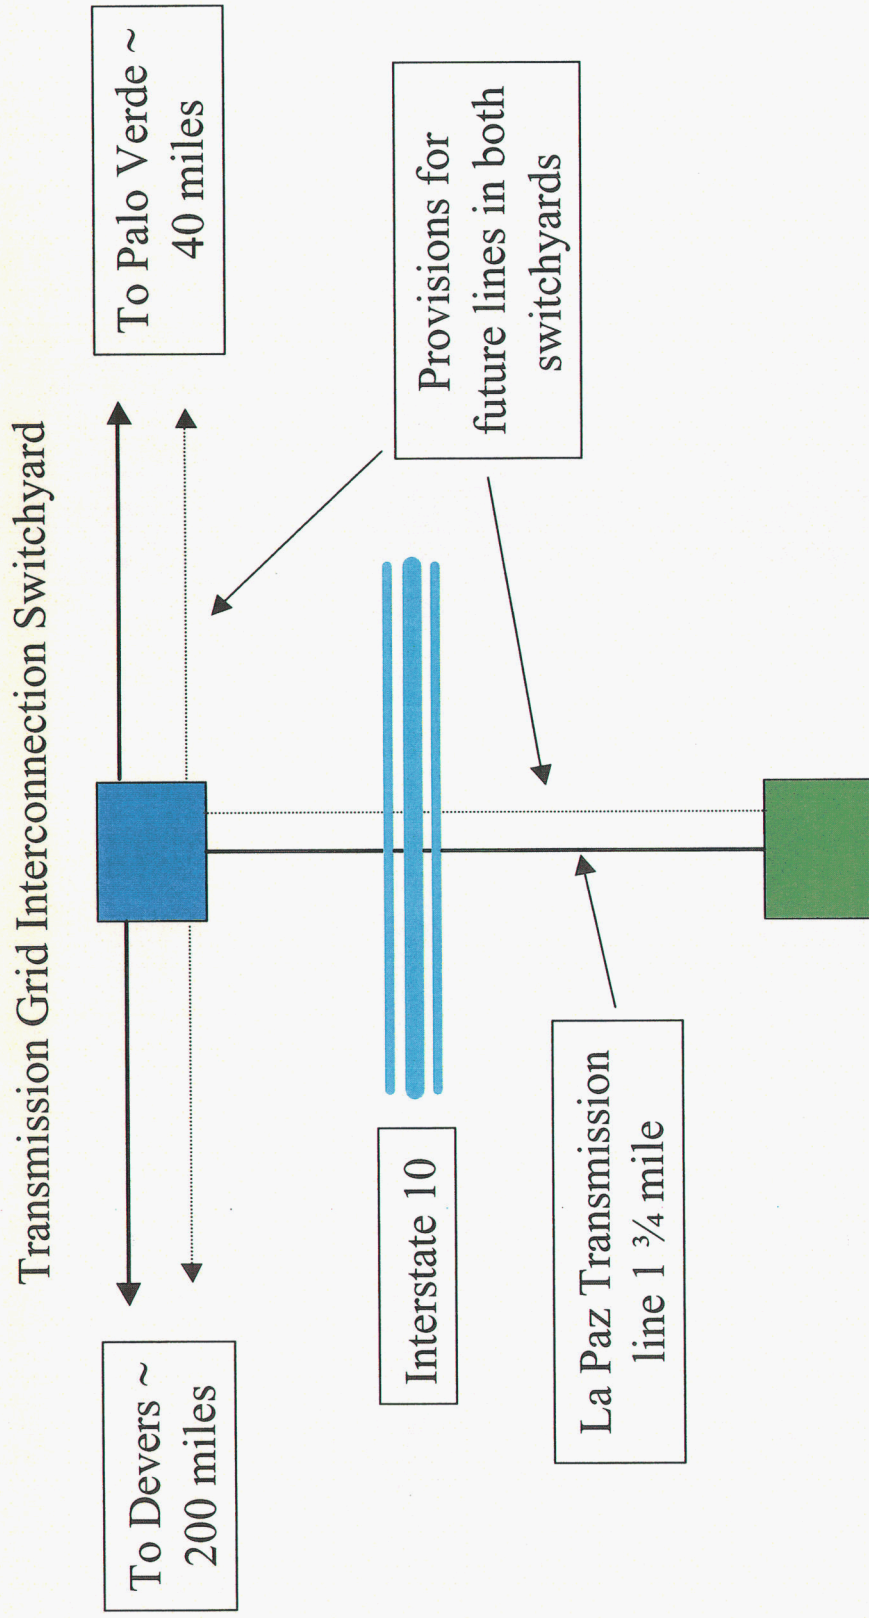 Transmission Grid Interconnection Switchyard
To Devers ~
200 miles
To Palo Verde ~
40 miles
Interstate 10
Provisions for
future lines in both
switchyards
La Paz Transmission
line 1 ¾ mile